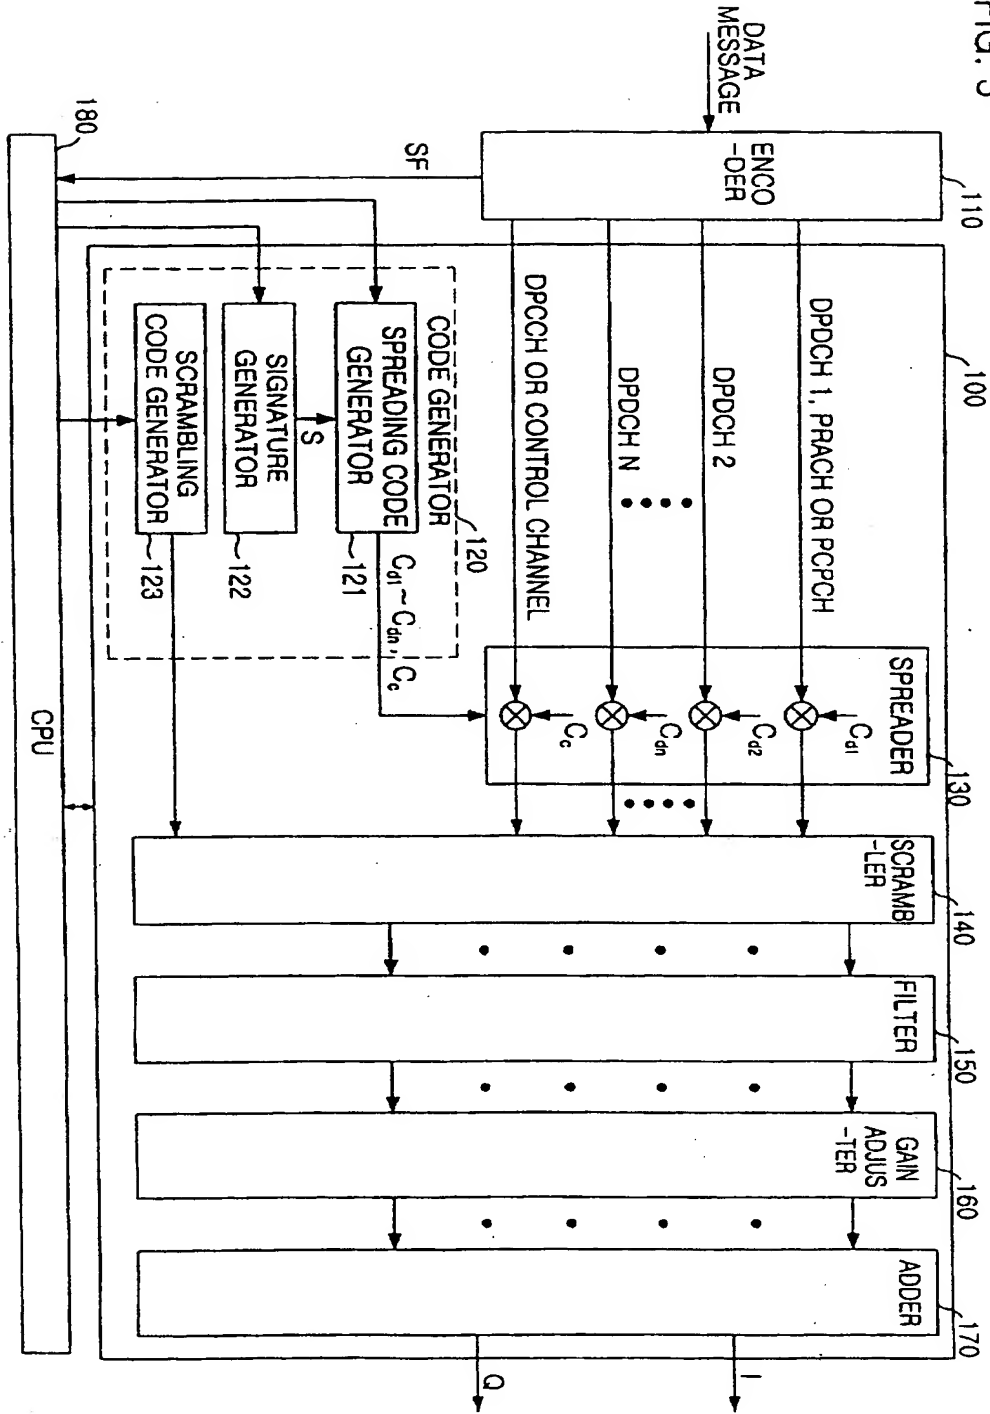 FIG. 3
100
110
DATA
MESSAGE
ENCO
-DER
DPDCH 1, PRACH OR PCPCH
DPDCH 2
DPDCH N
DPCCH OR CONTROL CHANNEL
SPREADER
130
Cd1
Cd2
Cdn
Cc
SCRAMB
-LER
140
FILTER
150
GAIN
ADJUS
-TER
160
ADDER
170
I
Q
SF
CODE GENERATOR
120
SPREADING CODE
GENERATOR
121
Cd1~Cdn, Cc
S
SIGNATURE
GENERATOR
122
SCRAMBLING
CODE GENERATOR
123
180
CPU